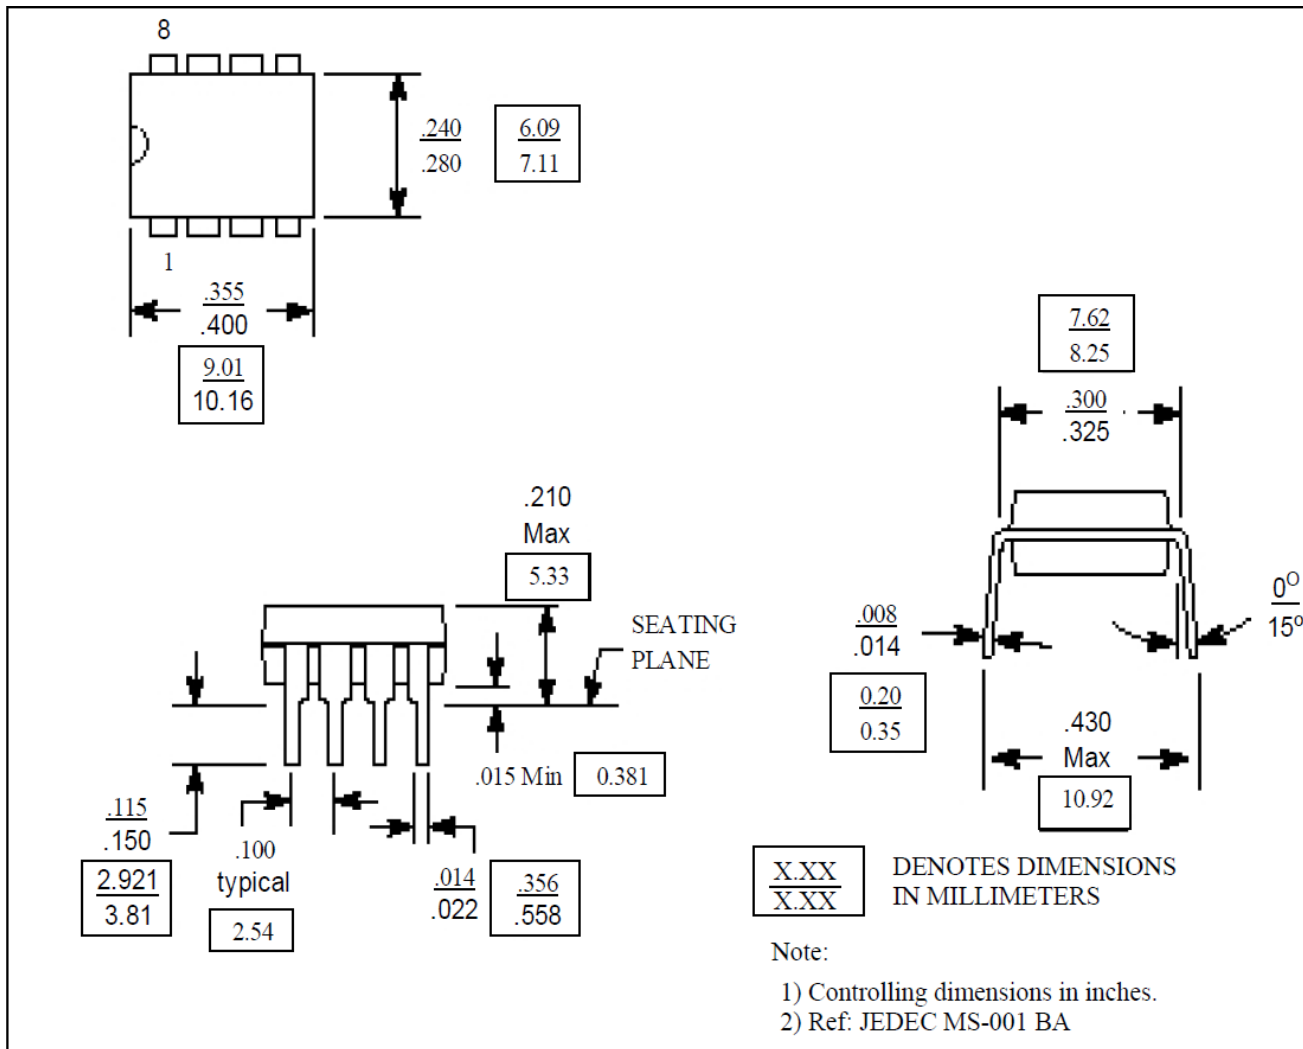 8
.240
.280
6.09
7.11
1
.355
.400
9.01
10.16
7.62
8.25
.300
.325
.210
Max
5.33
SEATING
PLANE
.008
.014
0.20
0.35
0º
15º
.430
Max
10.92
.015 Min
0.381
.115
.150
2.921
3.81
.100
typical
2.54
.014
.022
.356
.558
X.XX
X.XX
DENOTES DIMENSIONS
IN MILLIMETERS
Note:
1) Controlling dimensions in inches.
2) Ref: JEDEC MS-001 BA